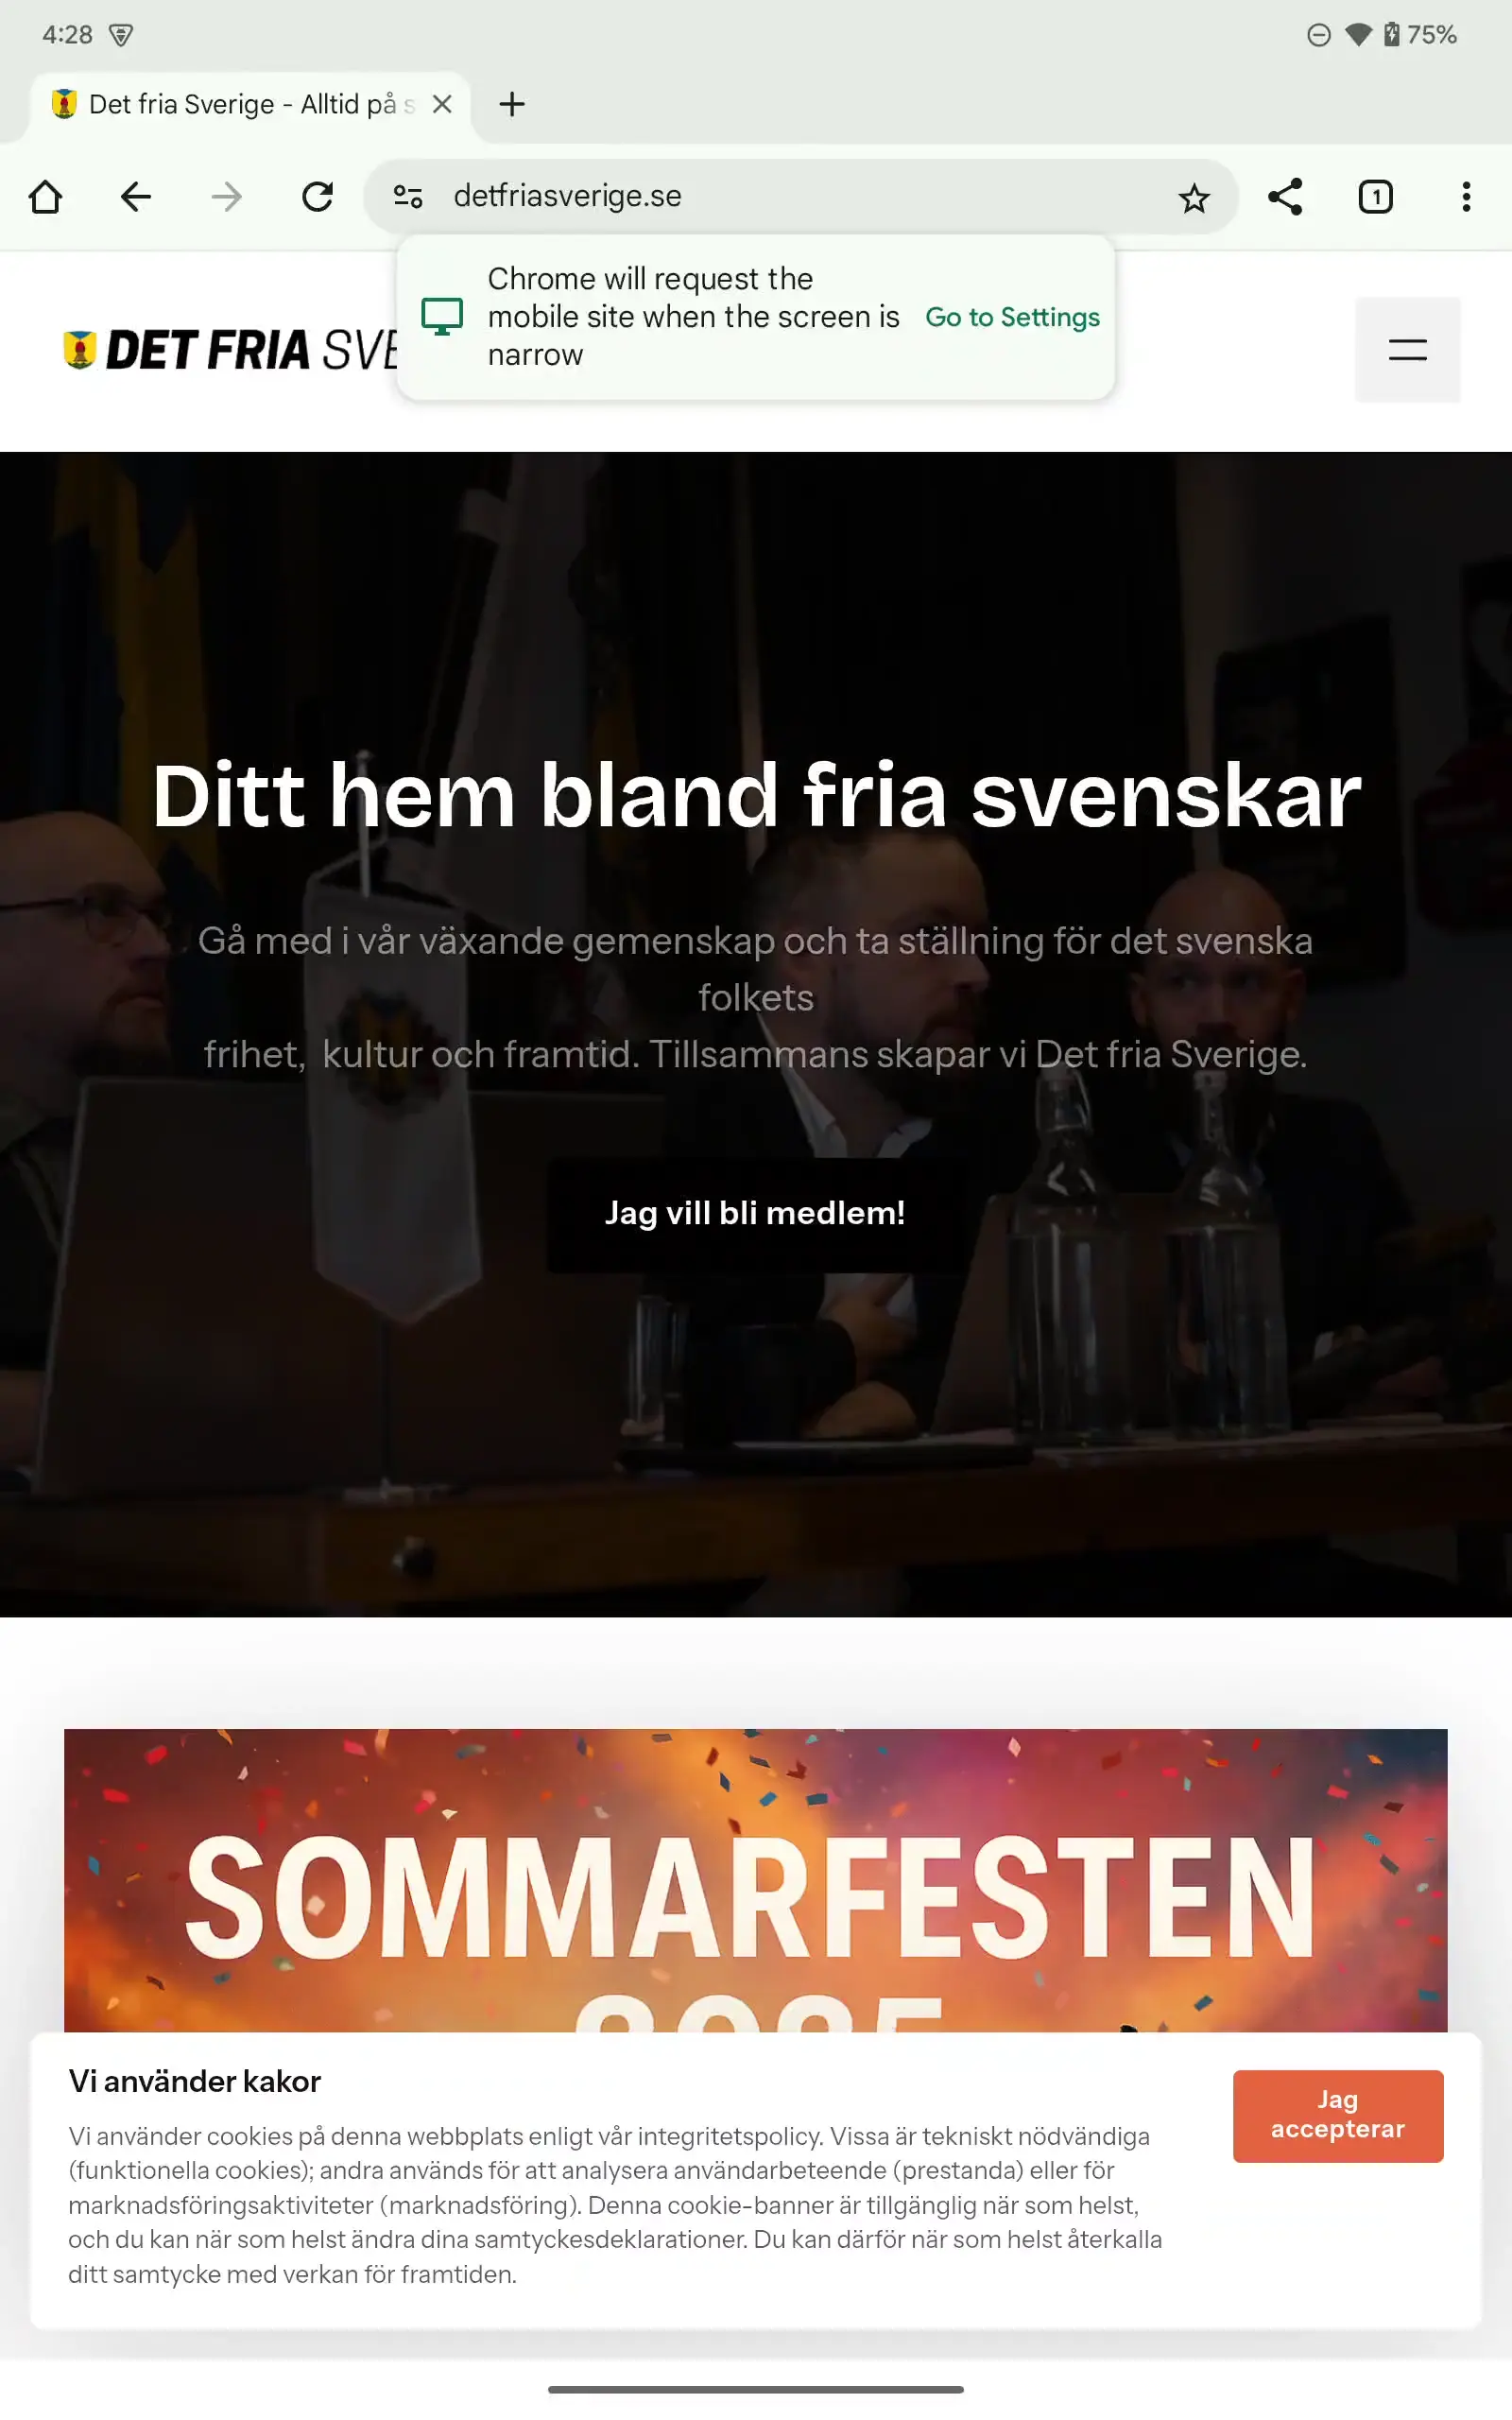 4:28
75%
Det fria Sverige - Alltid på s
detfriasverige.se
1
Chrome will request the
mobile site when the screen is
narrow
Go to Settings
DET FRIA SVE
Ditt hem bland fria svenskar
Gå med i vår växande gemenskap och ta ställning för det svenska
folkets
frihet, kultur och framtid. Tillsammans skapar vi Det fria Sverige.
Jag vill bli medlem!
SOMMARFESTEN
2025
Vi använder kakor
Vi använder cookies på denna webbplats enligt vår integritetspolicy. Vissa är tekniskt nödvändiga
(funktionella cookies); andra används för att analysera användarbeteende (prestanda) eller för
marknadsföringsaktiviteter (marknadsföring). Denna cookie-banner är tillgänglig när som helst,
och du kan när som helst ändra dina samtyckesdeklarationer. Du kan därför när som helst återkalla
ditt samtycke med verkan för framtiden.
Jag
accepterar